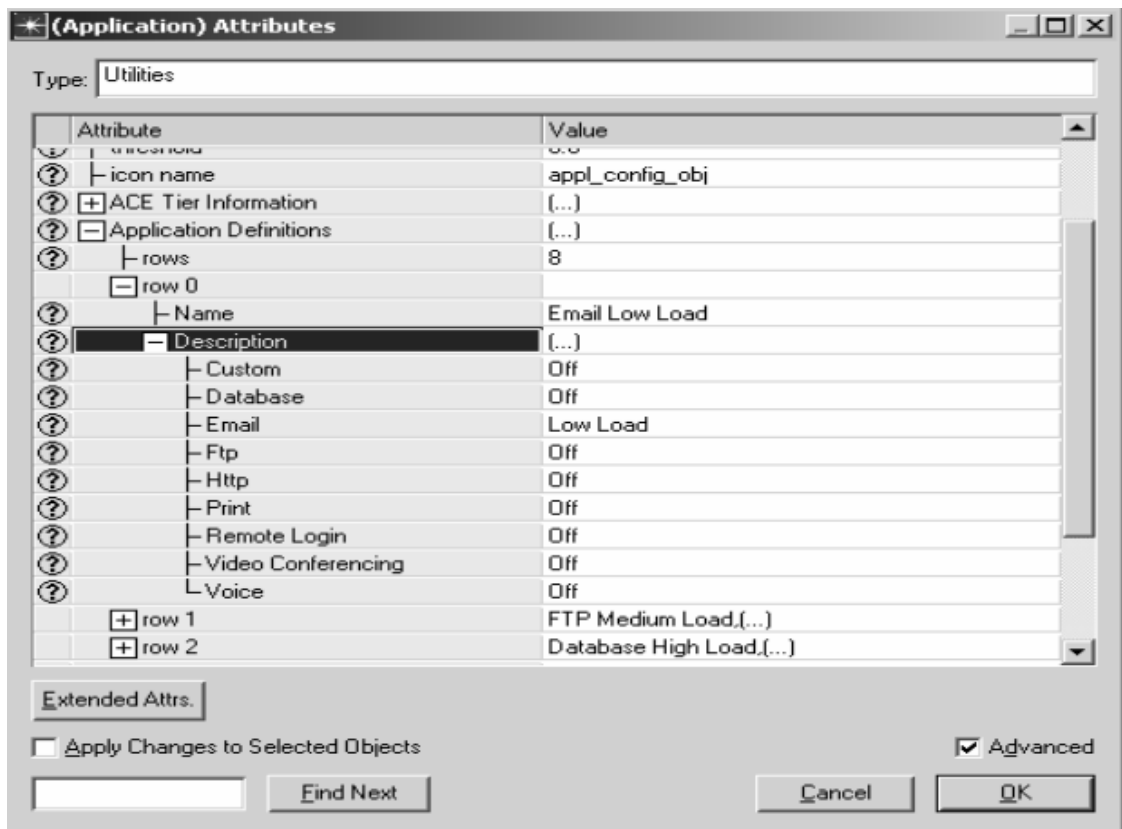 (Application) Attributes
Type: Utilities
Attribute Value
icon name appl_config_obj
ACE Tier Information (...)
Application Definitions (...)
rows 8
row 0
Name Email Low Load
Description (...)
Custom Off
Database Off
Email Low Load
Ftp Off
Http Off
Print Off
Remote Login Off
Video Conferencing Off
Voice Off
row 1 FTP Medium Load,(...)
row 2 Database High Load,(...)
Extended Attrs.
Apply Changes to Selected Objects Advanced
Find Next Cancel OK